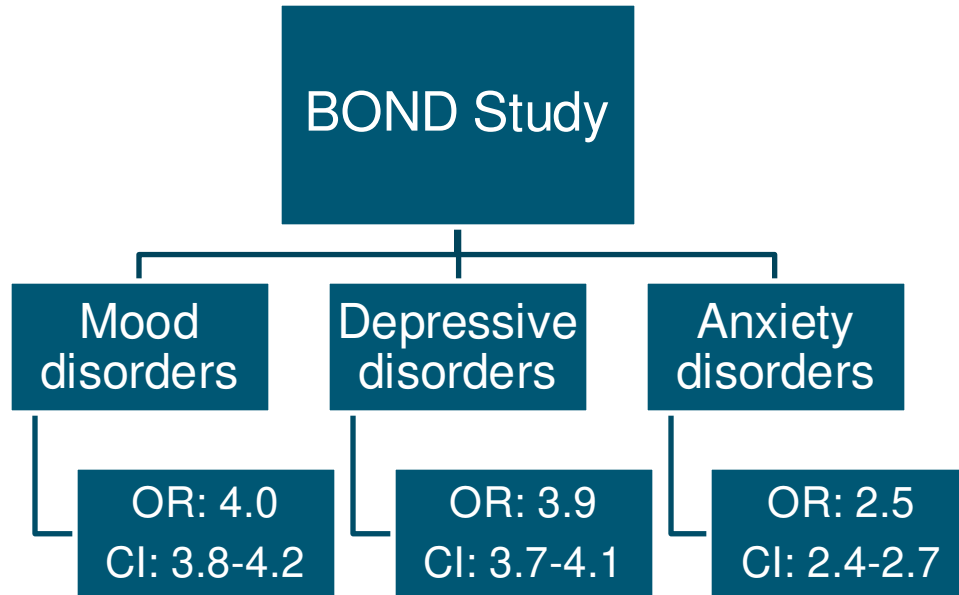 BOND Study
Mood
disorders
OR: 4.0
CI: 3.8-4.2
Depressive
disorders
OR: 3.9
CI: 3.7-4.1
Anxiety
disorders
OR: 2.5
CI: 2.4-2.7